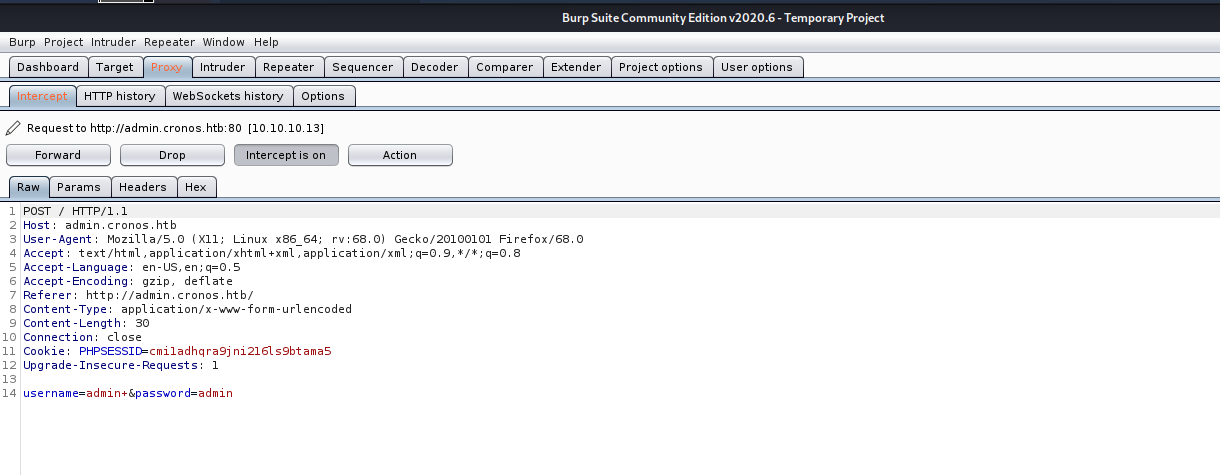 Burp Suite Community Edition v2020.6 - Temporary Project
Burp Project Intruder Repeater Window Help
Dashboard Target Proxy Intruder Repeater Sequencer Decoder Comparer Extender Project options User options
Intercept HTTP history WebSockets history Options
Request to http://admin.cronos.htb:80 [10.10.10.13]
Forward Drop Intercept is on Action
Raw Params Headers Hex
1 POST / HTTP/1.1
2 Host: admin.cronos.htb
3 User-Agent: Mozilla/5.0 (X11; Linux x86_64; rv:68.0) Gecko/20100101 Firefox/68.0
4 Accept: text/html,application/xhtml+xml,application/xml;q=0.9,*/*;q=0.8
5 Accept-Language: en-US,en;q=0.5
6 Accept-Encoding: gzip, deflate
7 Referer: http://admin.cronos.htb/
8 Content-Type: application/x-www-form-urlencoded
9 Content-Length: 30
10 Connection: close
11 Cookie: PHPSESSID=cmi1adhqra9jni216ls9btama5
12 Upgrade-Insecure-Requests: 1
13
14 username=admin+&password=admin